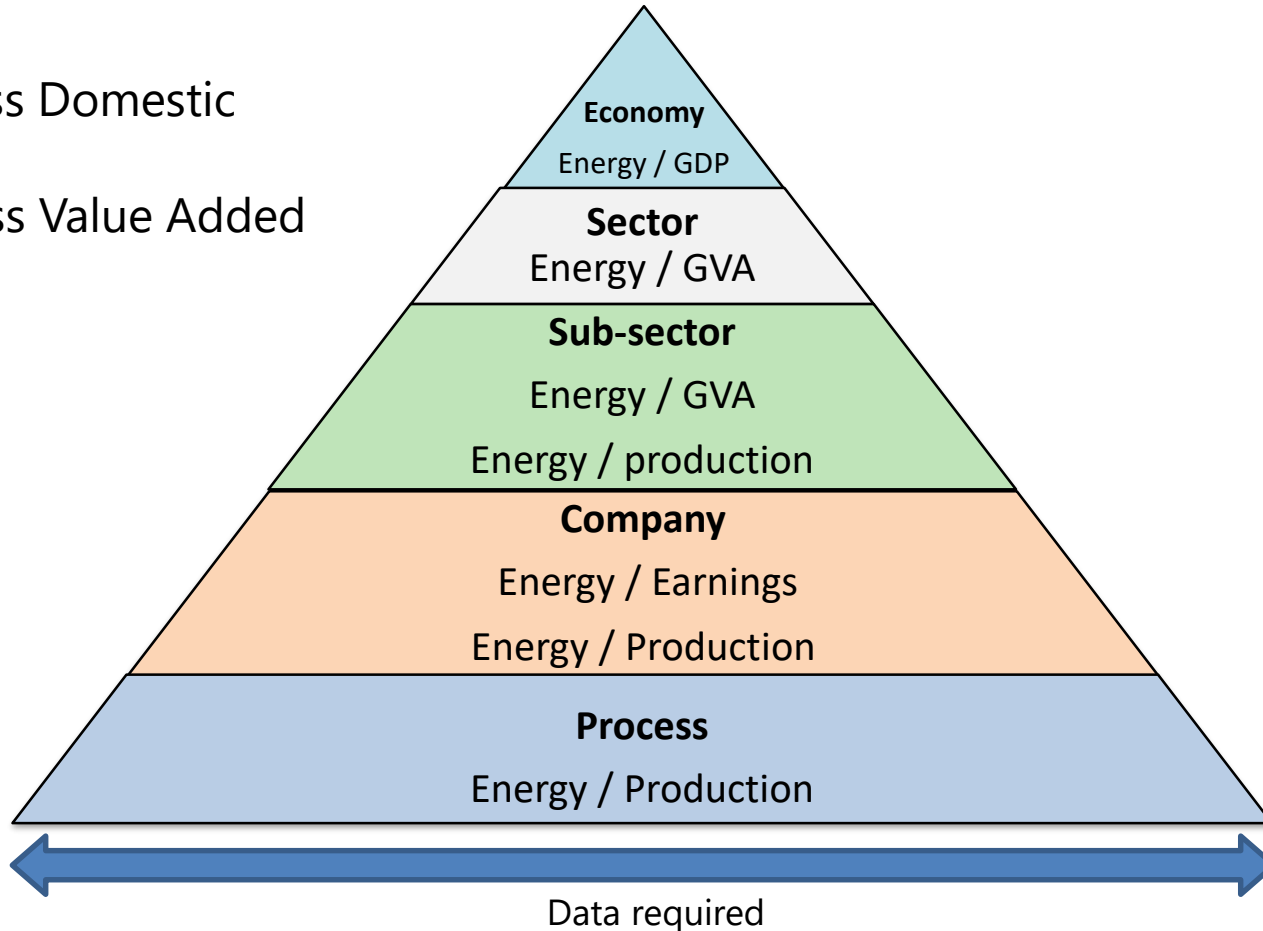 ss Domestic
ss Value Added
Economy
Energy / GDP
Sector
Energy / GVA
Sub-sector
Energy / GVA
Energy / production
Company
Energy / Earnings
Energy / Production
Process
Energy / Production
Data required